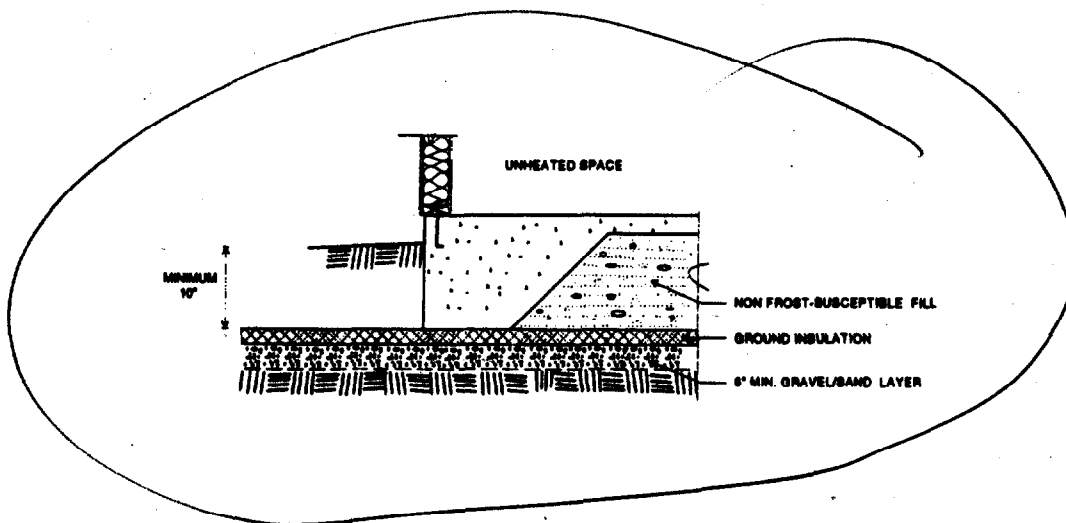 UNHEATED SPACE
MINIMUM
10"
NON FROST-SUSCEPTIBLE FILL
GROUND INSULATION
6" MIN. GRAVEL/SAND LAYER